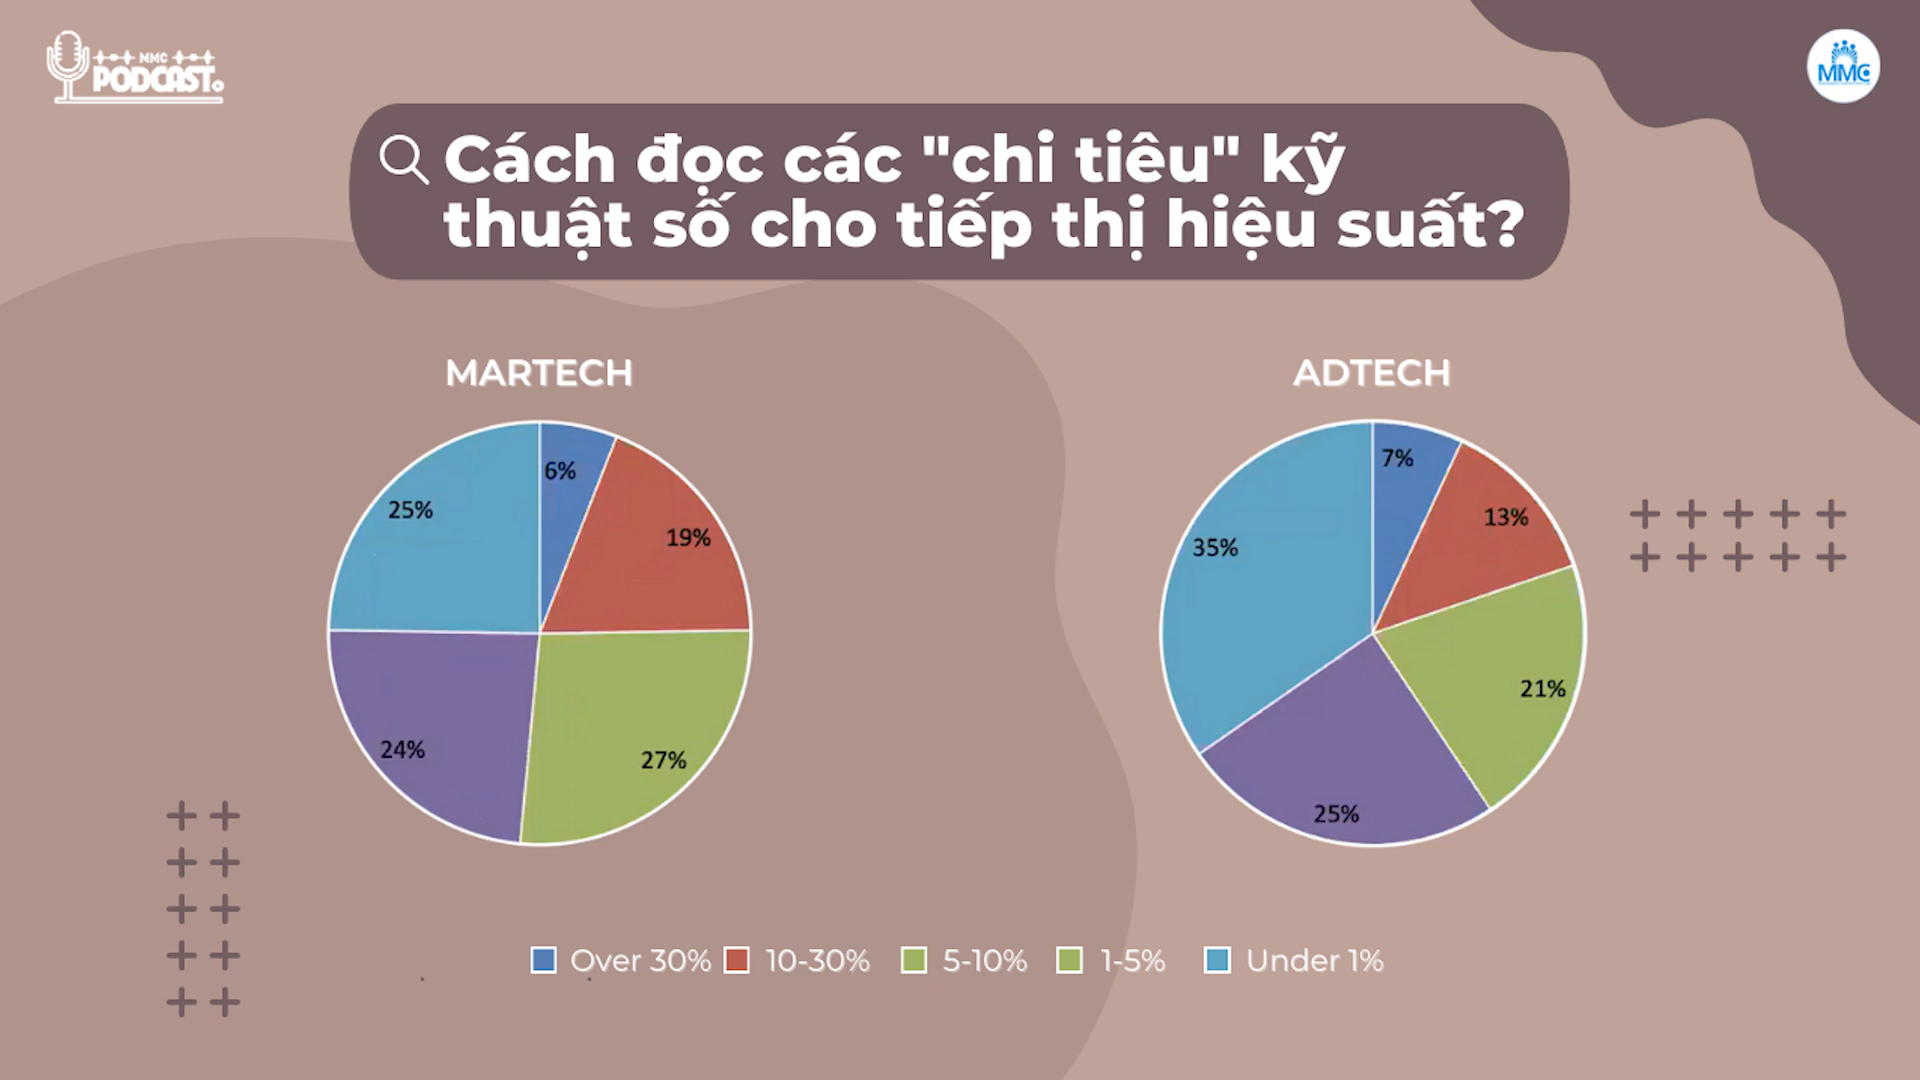 MMC
PODCAST
MMC
Cách đọc các "chi tiêu" kỹ
thuật số cho tiếp thị hiệu suất?
MARTECH
ADTECH
6%
19%
27%
24%
25%
7%
13%
21%
25%
35%
Over 30%
10-30%
5-10%
1-5%
Under 1%